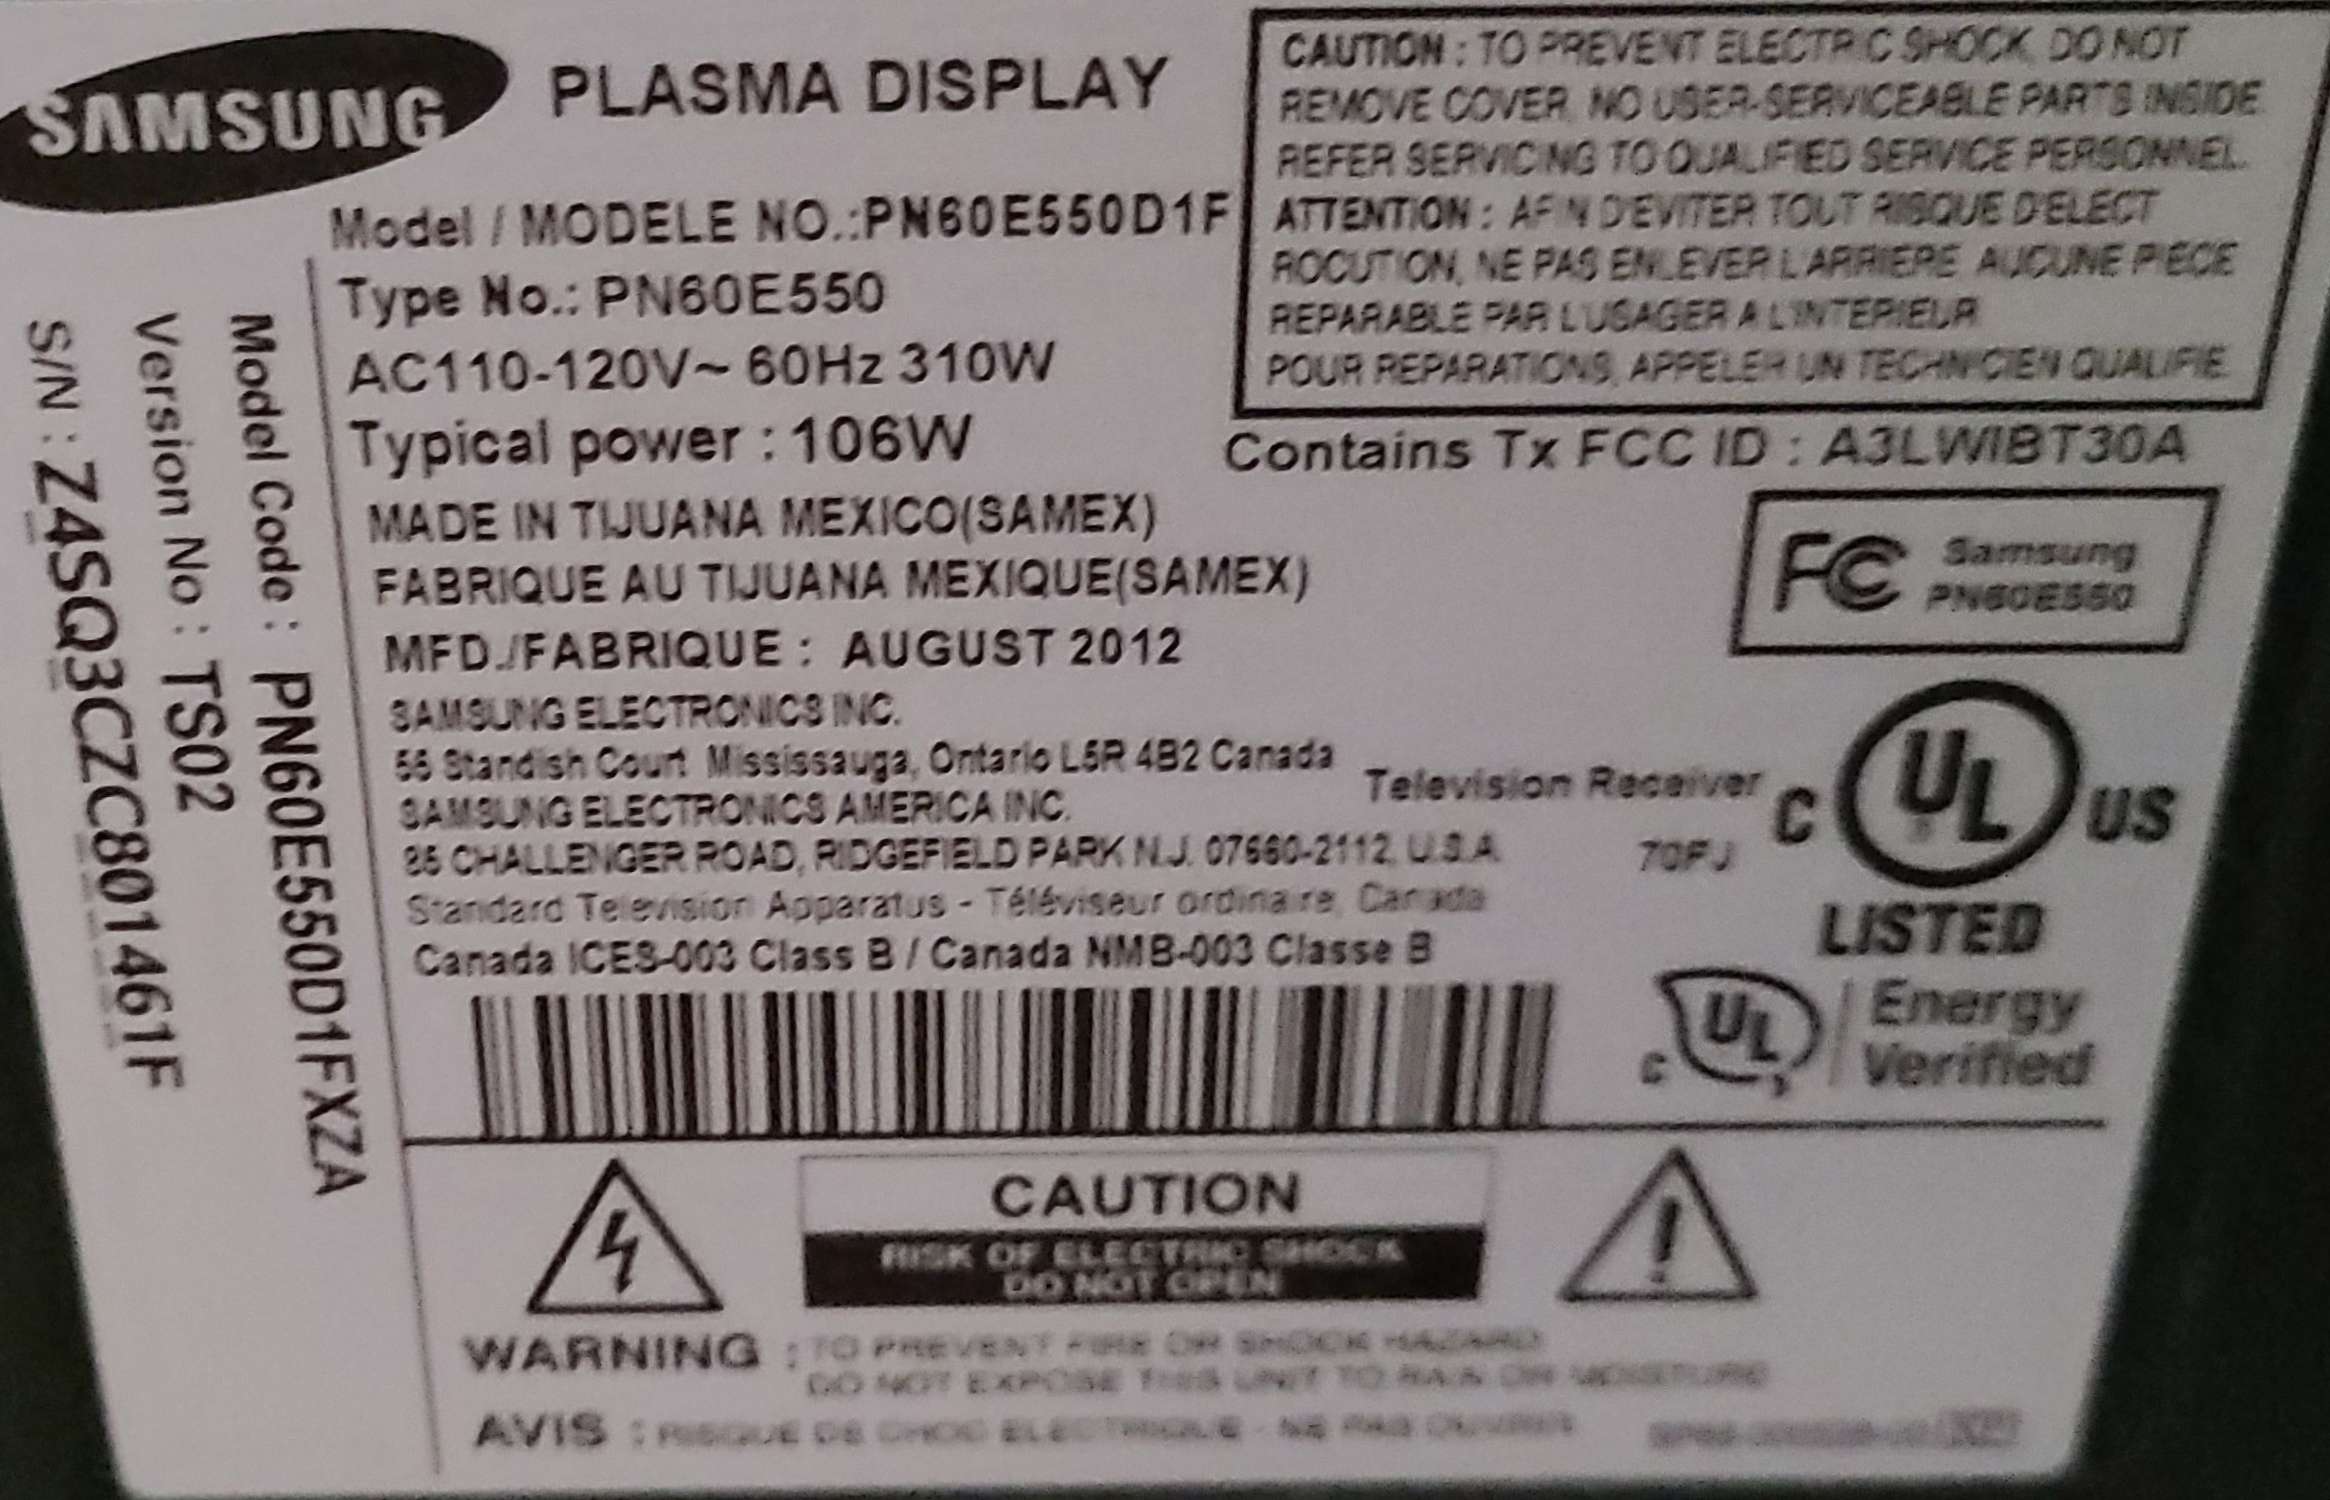 SAMSUNG
PLASMA DISPLAY
Model / MODELE NO.:PN60E550D1F
Type No.: PN60E550
AC110-120V~ 60Hz 310W
Typical power : 106W
MADE IN TIJUANA MEXICO(SAMEX)
FABRIQUE AU TIJUANA MEXIQUE(SAMEX)
MFD./FABRIQUE : AUGUST 2012
SAMSUNG ELECTRONICS INC.
55 Standish Court Mississauga, Ontario L5R 4B2 Canada
SAMSUNG ELECTRONICS AMERICA INC.
85 CHALLENGER ROAD, RIDGEFIELD PARK N.J. 07660-2112, U.S.A.
Standard Television Apparatus - Téléviseur ordinaire, Canada
Canada ICES-003 Class B / Canada NMB-003 Classe B
CAUTION : TO PREVENT ELECTRIC SHOCK, DO NOT
REMOVE COVER. NO USER-SERVICEABLE PARTS INSIDE.
REFER SERVICING TO QUALIFIED SERVICE PERSONNEL.
ATTENTION : AFIN D'EVITER TOUT RISQUE D'ELECT
ROCUTION, NE PAS ENLEVER L'ARRIERE. AUCUNE PIECE
REPARABLE PAR L'USAGER A L'INTERIEUR.
POUR REPARATIONS, APPELER UN TECHNICIEN QUALIFIE.
Contains Tx FCC ID : A3LWIBT30A
FC Samsung
PN60E550
Television Receiver
70FJ
C UL US
LISTED
C UL Energy
Verified
Model Code : PN60E550D1FXZA
Version No : TS02
S/N : Z4SQ3CZC801461F
CAUTION
RISK OF ELECTRIC SHOCK
DO NOT OPEN
WARNING : TO PREVENT FIRE OR SHOCK HAZARD
DO NOT EXPOSE THIS UNIT TO RAIN OR MOISTURE
AVIS : RISQUE DE CHOC ELECTRIQUE - NE PAS OUVRIR